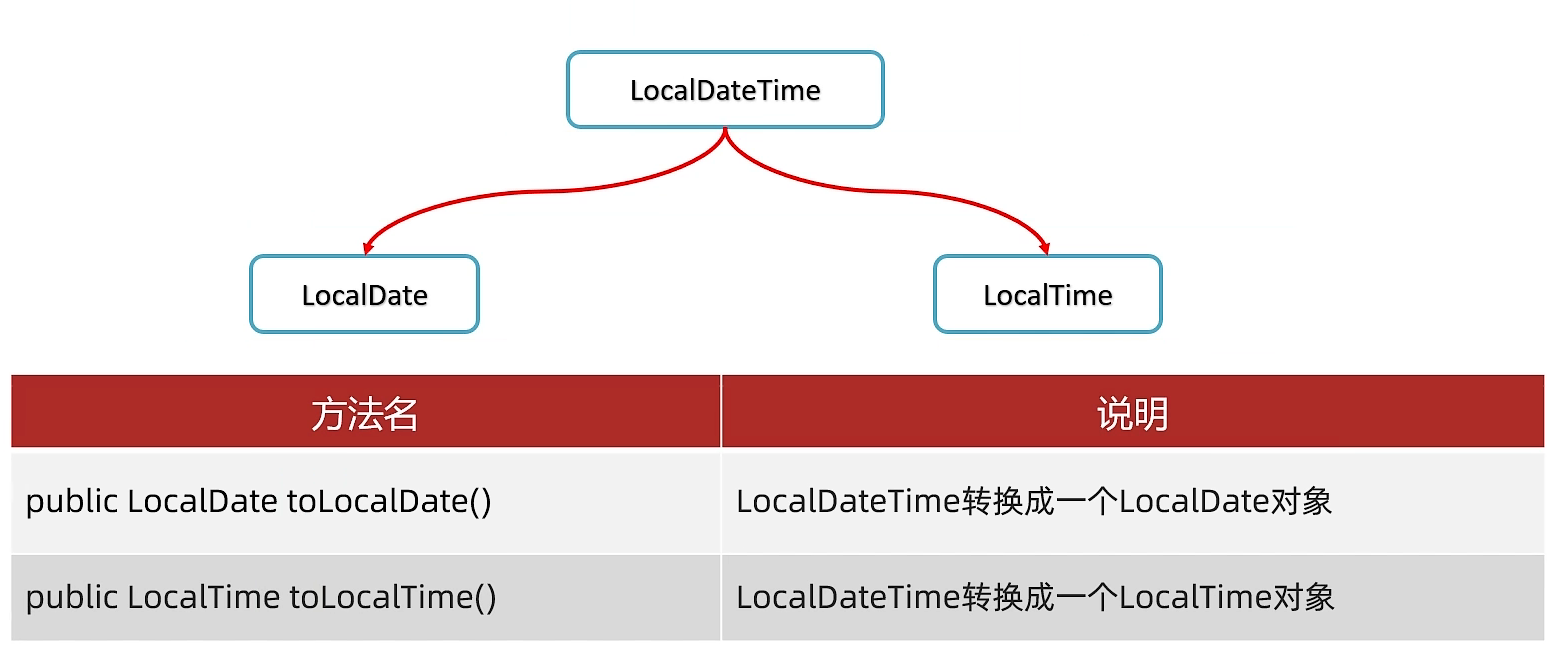 LocalDateTime
LocalDate
LocalTime
方法名
说明
public LocalDate toLocalDate()
LocalDateTime转换成一个LocalDate对象
public LocalTime toLocalTime()
LocalDateTime转换成一个LocalTime对象